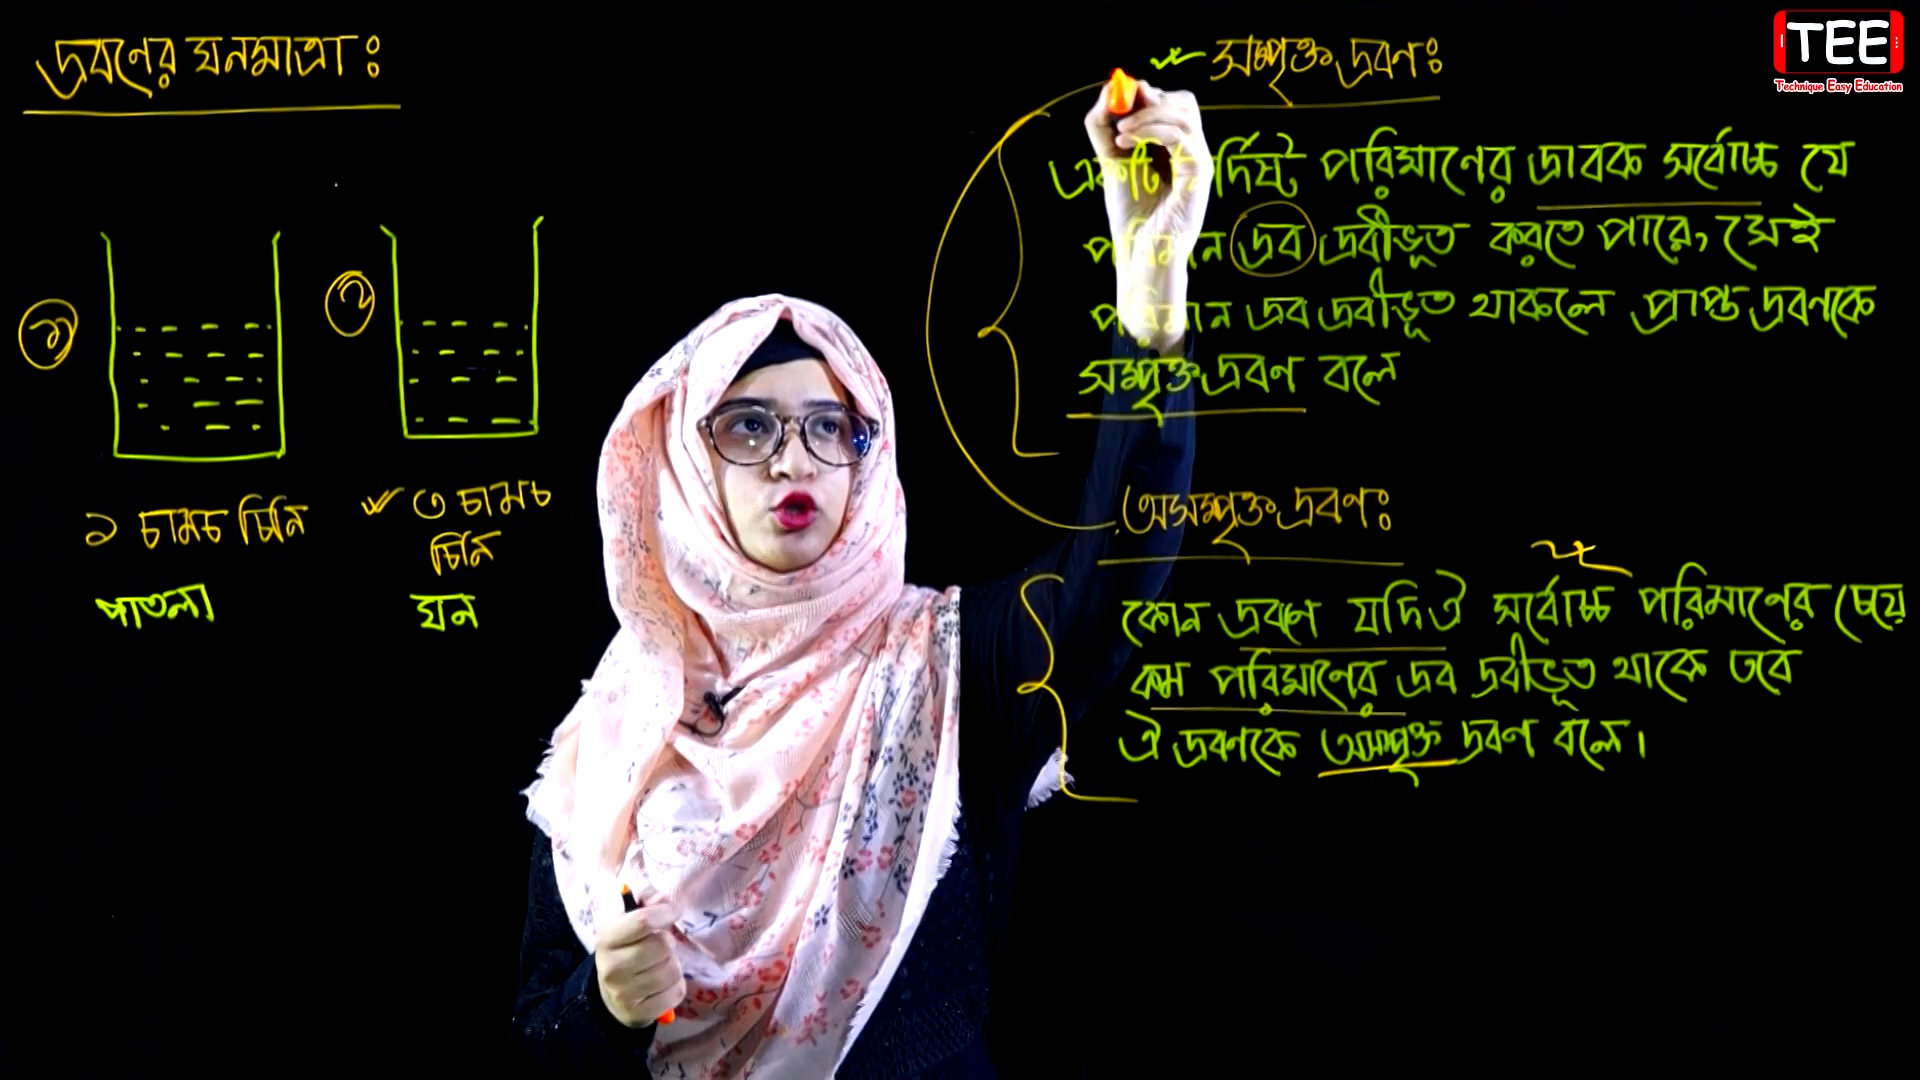 দ্রবণের ঘনমাত্রা ঃ
১
২
১ চামচ চিনি
পাতলা
৩ চামচ
চিনি
ঘন
সম্পৃক্ত দ্রবণ ঃ
একটি পরিমাণের দ্রাবক সর্বোচ্চ যে
দ্রব দ্রবীভূত করতে পারে, সেই
পরিমান দ্রব দ্রবীভূত থাকলে প্রাপ্ত দ্রবণকে
সম্পৃক্ত দ্রবণ বলে
অসম্পৃক্ত দ্রবণ ঃ
কোন দ্রবণে যদি ঐ সর্বোচ্চ পরিমাণের চেয়ে
কম পরিমাণের দ্রব দ্রবীভূত থাকে তবে
ঐ দ্রবণকে অসম্পৃক্ত দ্রবণ বলে।
TEE
Technique Easy Education